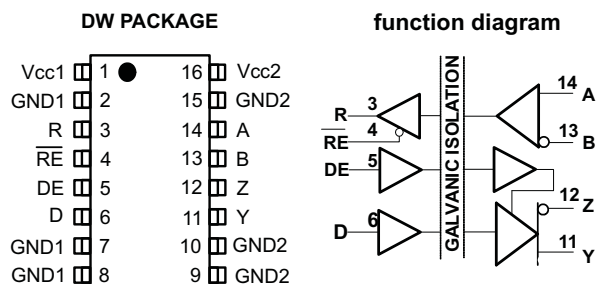 DW PACKAGE
Vcc1 1 16 Vcc2
GND1 2 15 GND2
R 3 14 A
RE 4 13 B
DE 5 12 Z
D 6 11 Y
GND1 7 10 GND2
GND1 8 9 GND2
function diagram
GALVANIC ISOLATION
R 3
RE 4
DE 5
D 6
14 A
13 B
12 Z
11 Y